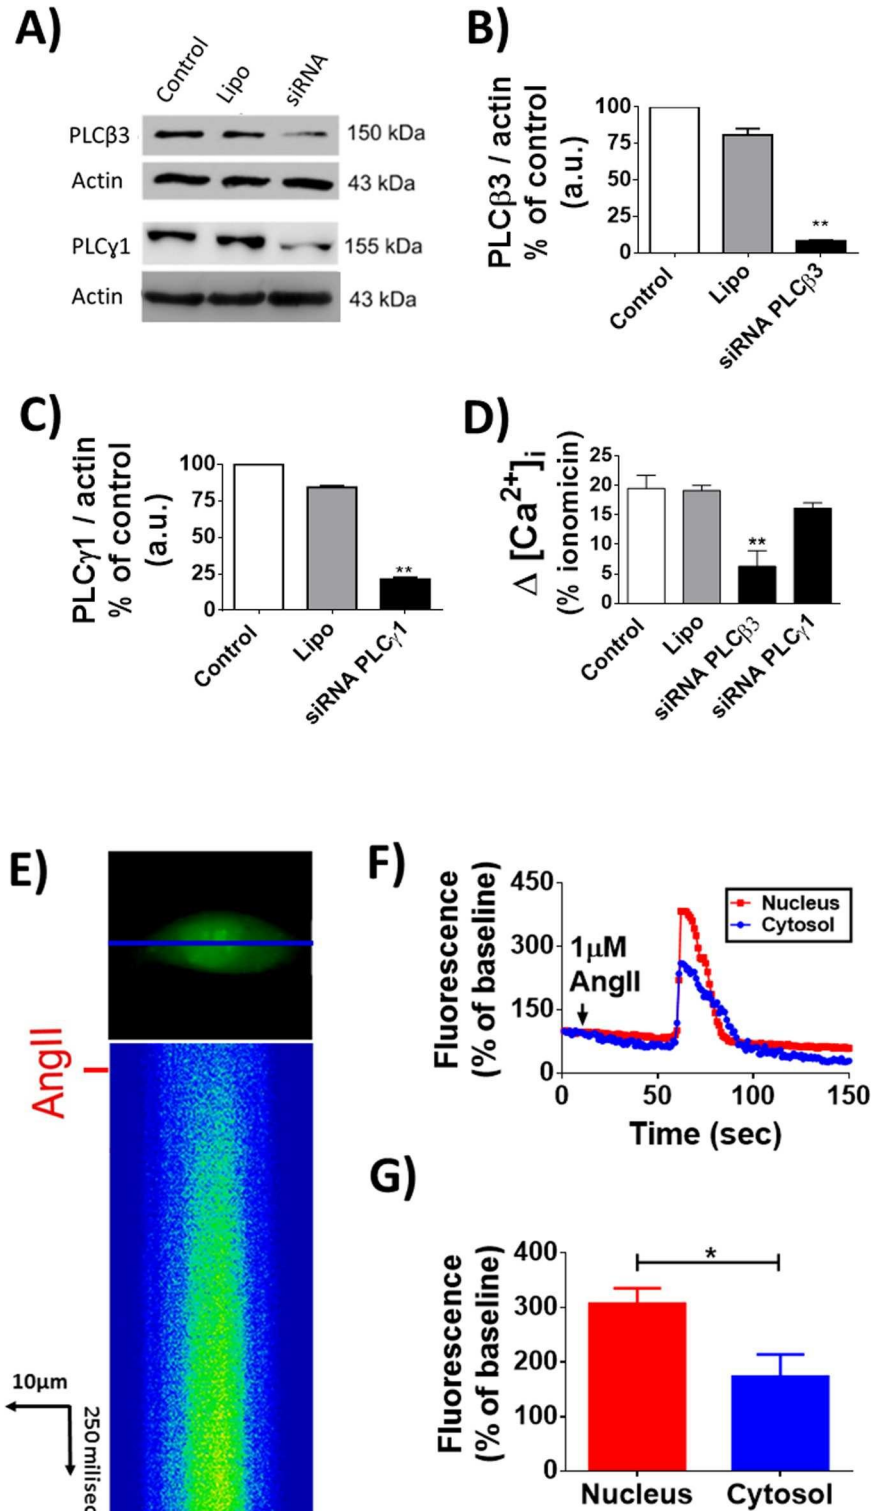 A)
Control
Lipo
siRNA
PLCβ3
150 kDa
Actin
43 kDa
PLCɣ1
155 kDa
Actin
43 kDa
B)
PLCβ3 / actin
% of control
(a.u.)
100
75
50
25
0
**
Control
Lipo
siRNA PLCβ3
C)
PLCγ1 / actin
% of control
(a.u.)
100
75
50
25
0
**
Control
Lipo
siRNA PLCγ1
D)
Δ [Ca²⁺]ᵢ
(% ionomicin)
25
20
15
10
5
0
**
Control
Lipo
siRNA PLCβ3
siRNA PLCγ1
E)
AngII
10μm
250 milisec
F)
Fluorescence
(% of baseline)
450
300
150
0
1μM
AngII
Nucleus
Cytosol
0
50
100
150
Time (sec)
G)
Fluorescence
(% of baseline)
400
300
200
100
0
*
Nucleus
Cytosol